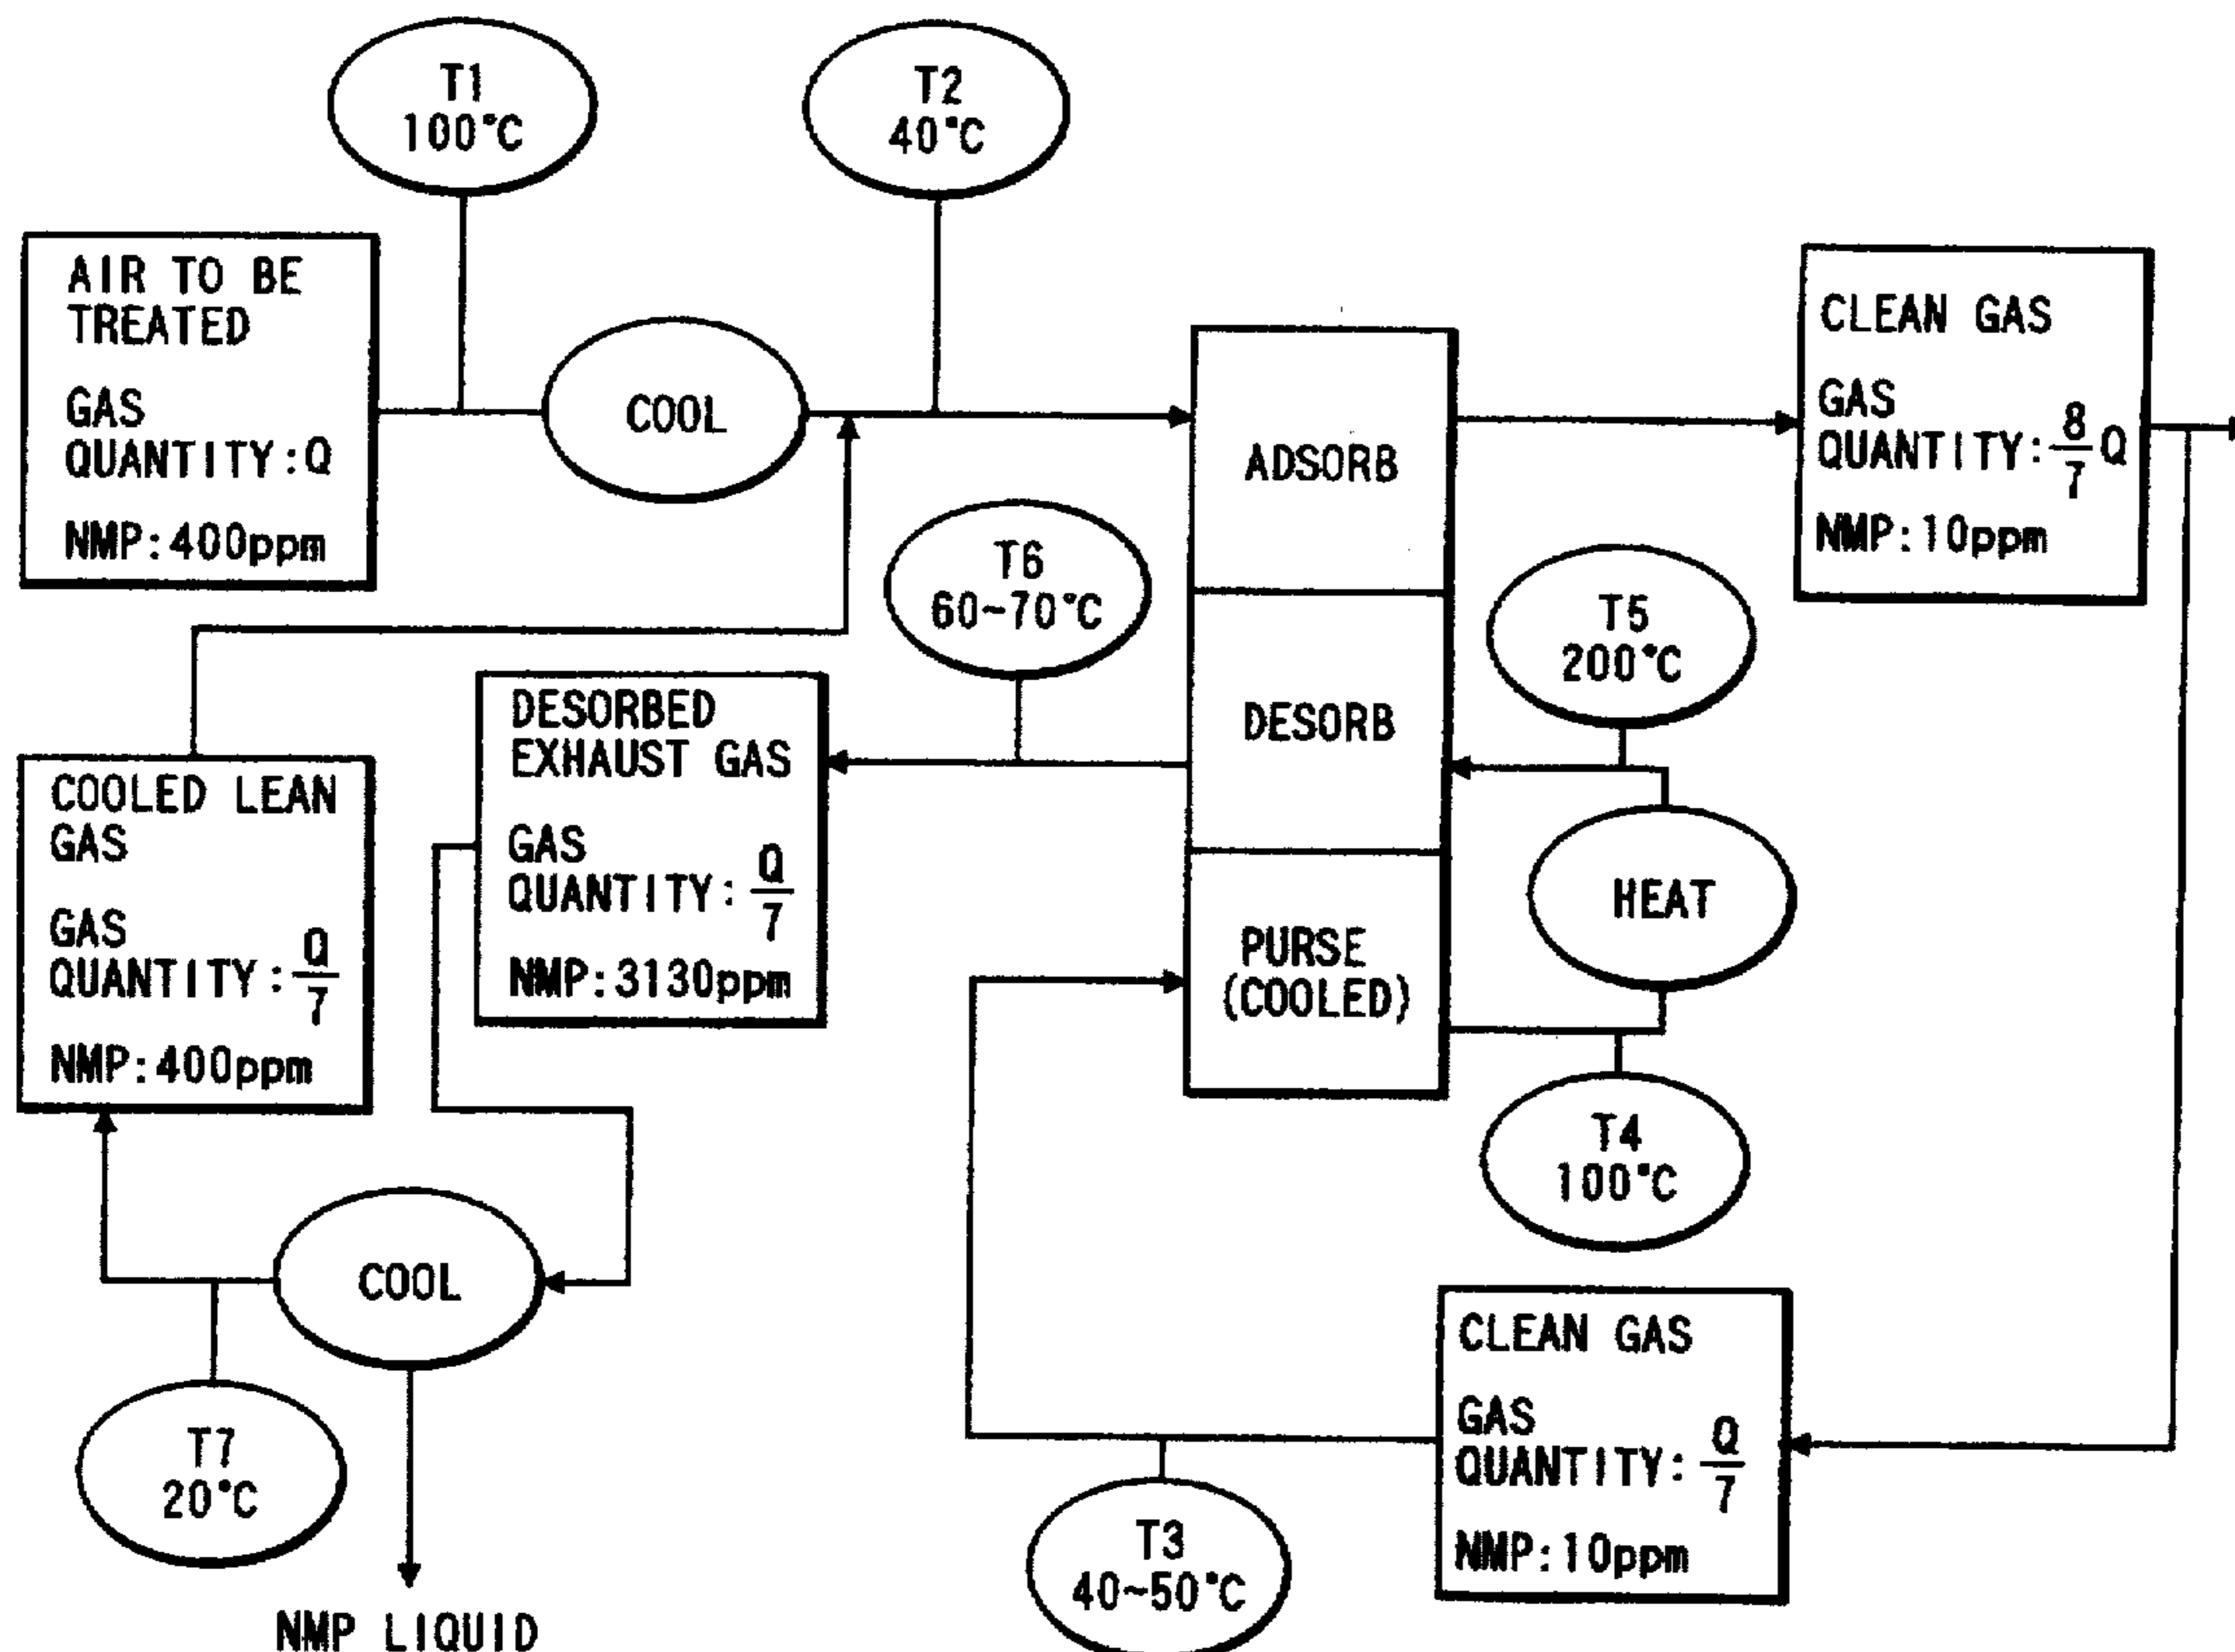 T1
100°C
T2
40°C
AIR TO BE
TREATED
GAS
QUANTITY:Q
NMP:400ppm
COOL
ADSORB
CLEAN GAS
GAS
QUANTITY: 8/7 Q
NMP:10ppm
T6
60~70°C
T5
200°C
DESORBED
EXHAUST GAS
GAS
QUANTITY: Q/7
NMP:3130ppm
DESORB
COOLED LEAN
GAS
GAS
QUANTITY: Q/7
NMP:400ppm
HEAT
PURSE
(COOLED)
T4
100°C
COOL
CLEAN GAS
GAS
QUANTITY: Q/7
NMP:10ppm
T7
20°C
T3
40~50°C
NMP LIQUID